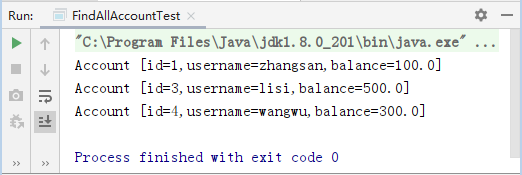 Run: FindAllAccountTest ×
"C:\Program Files\Java\jdk1.8.0_201\bin\java.exe" ...
Account [id=1,username=zhangsan,balance=100.0]
Account [id=3,username=lisi,balance=500.0]
Account [id=4,username=wangwu,balance=300.0]
Process finished with exit code 0